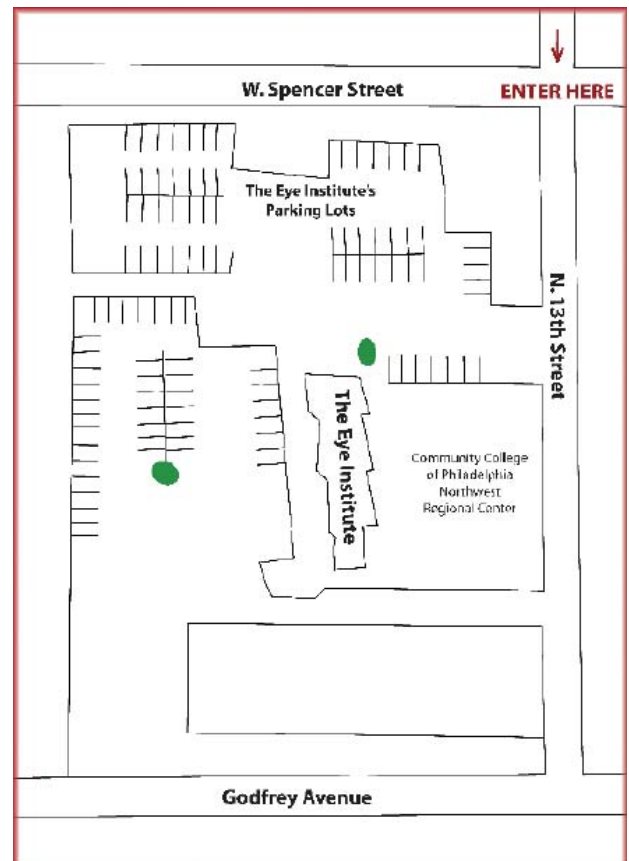 W. Spencer Street
ENTER HERE
The Eye Institute's
Parking Lots
N. 13th Street
The Eye Institute
Community College
of Philadelphia
Northwest
Regional Center
Godfrey Avenue